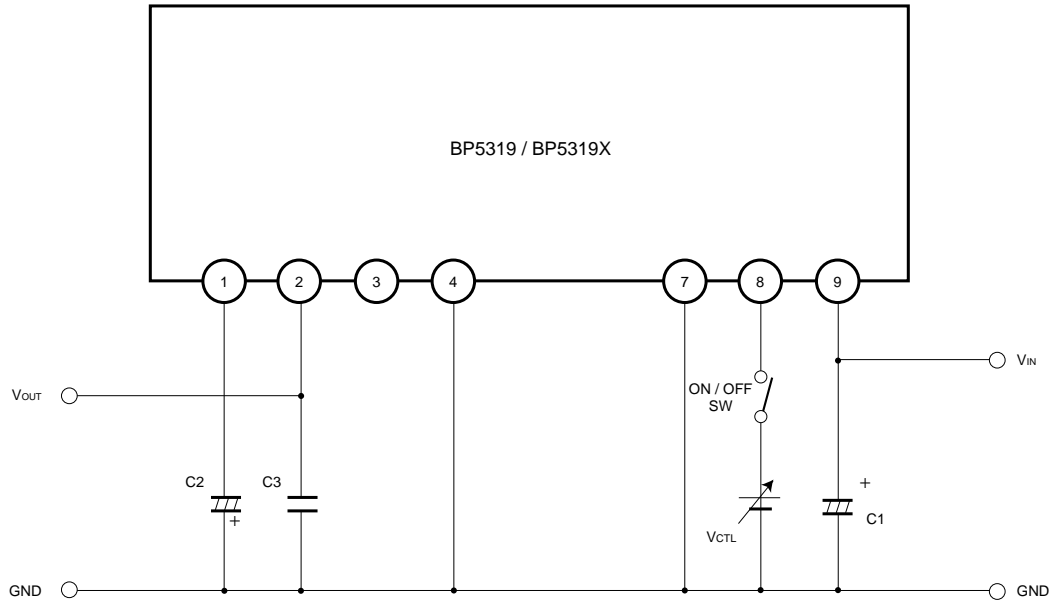 BP5319 / BP5319X
1 2 3 4 7 8 9
VIN
ON / OFF
SW
VOUT
C2 + C3
+
C1
VCTL
GND GND